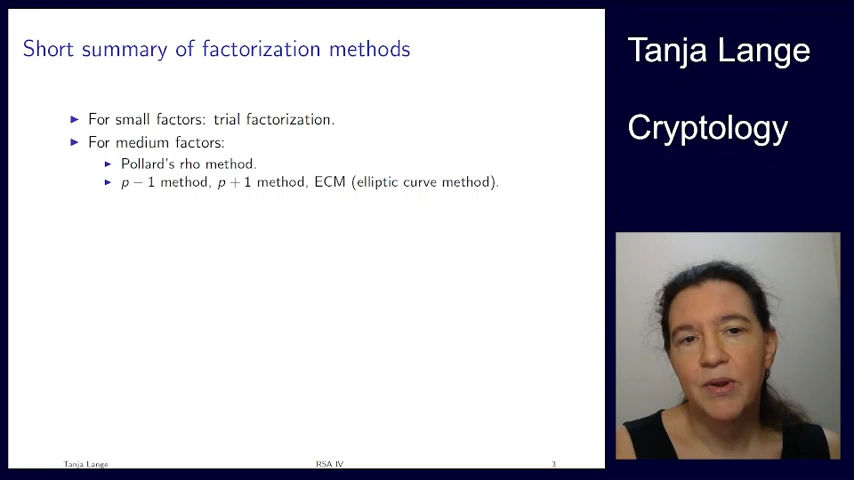 Short summary of factorization methods
▶ For small factors: trial factorization.
▶ For medium factors:
▶ Pollard's rho method.
▶ p − 1 method, p + 1 method, ECM (elliptic curve method).
Tanja Lange
RSA IV
3
Tanja Lange
Cryptology